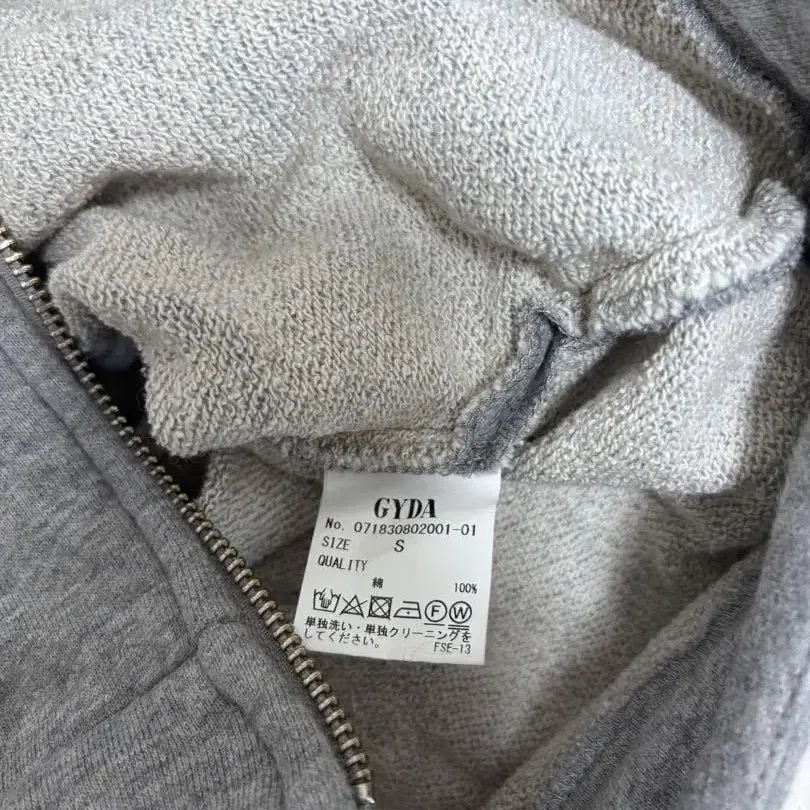 GYDA
No. 071830802001-01
SIZE S
QUALITY
綿 100%
F W
単独洗い・単独クリーニングを
してください。 FSE-13